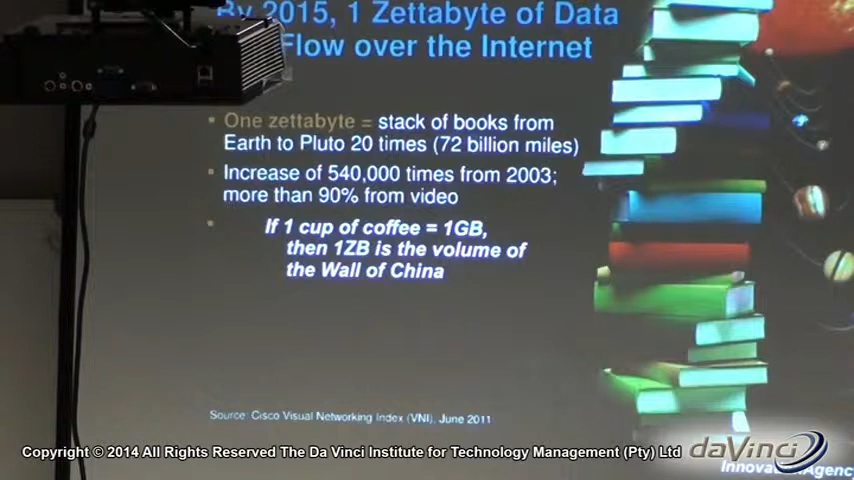 By 2015, 1 Zettabyte of Data
Flow over the Internet
One zettabyte = stack of books from
Earth to Pluto 20 times (72 billion miles)
Increase of 540,000 times from 2003;
more than 90% from video
If 1 cup of coffee = 1GB,
then 1ZB is the volume of
the Wall of China
Source: Cisco Visual Networking Index (VNI), June 2011
Copyright © 2014 All Rights Reserved The Da Vinci Institute for Technology Management (Pty) Ltd
daVinci